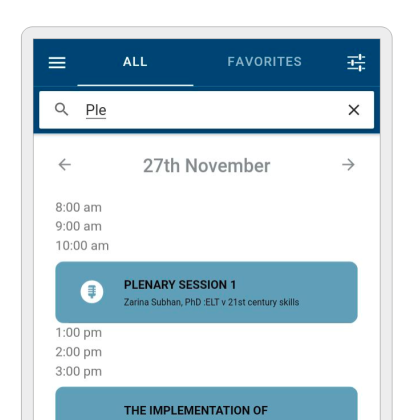 ALL FAVORITES
Ple
27th November
8:00 am
9:00 am
10:00 am
PLENARY SESSION 1
Zarina Subhan, PhD :ELT v 21st century skills
1:00 pm
2:00 pm
3:00 pm
THE IMPLEMENTATION OF